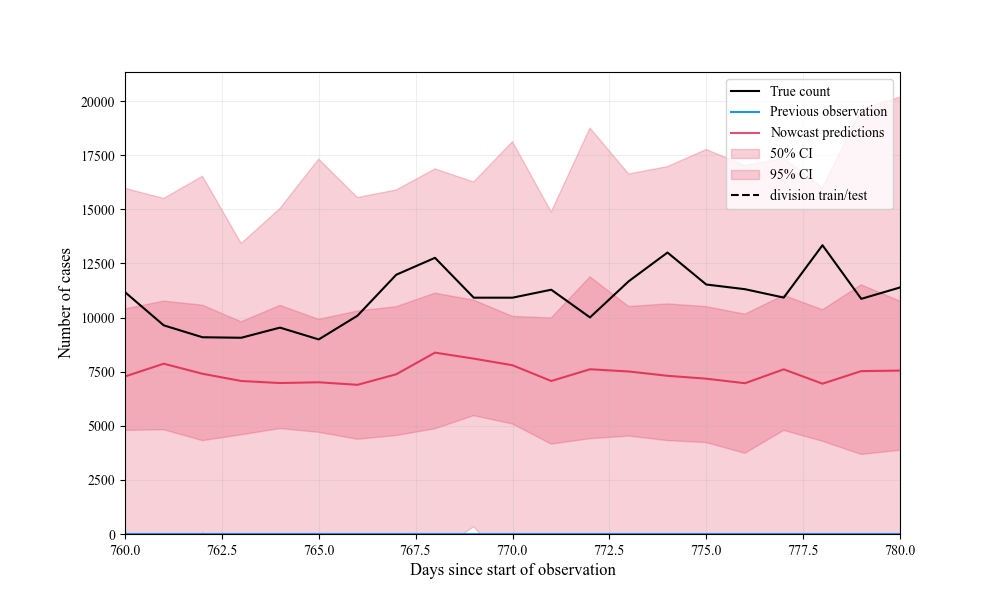 20000
17500
15000
12500
10000
7500
5000
2500
0
Number of cases
True count
Previous observation
Nowcast predictions
50% CI
95% CI
division train/test
760.0 762.5 765.0 767.5 770.0 772.5 775.0 777.5 780.0
Days since start of observation